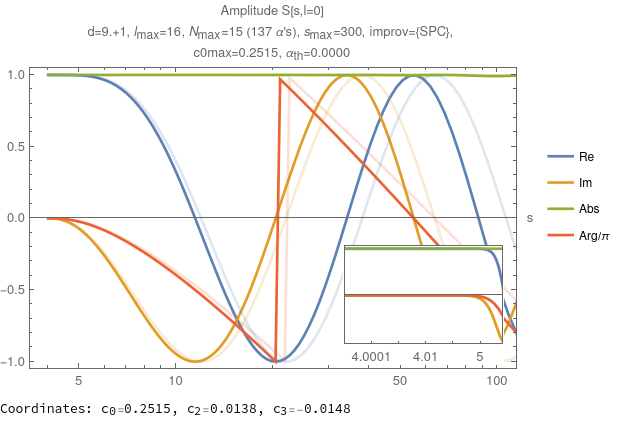 Amplitude S[s,l=0]
d=9.+1, lmax=16, Nmax=15 (137 α's), smax=300, improv={SPC},
c0max=0.2515, αth=0.0000
1.0
0.5
0.0
−0.5
−1.0
5
10
50
100
s
Re
Im
Abs
Arg/π
4.0001
4.01
5
Coordinates: c0=0.2515, c2=0.0138, c3=-0.0148